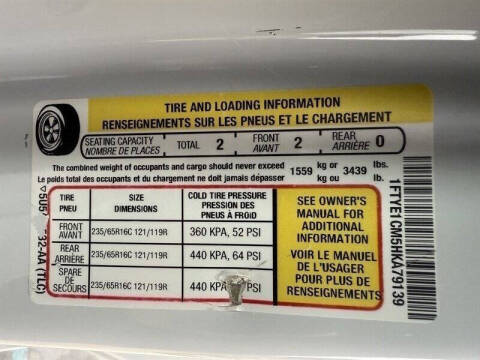 TIRE AND LOADING INFORMATION
RENSEIGNEMENTS SUR LES PNEUS ET LE CHARGEMENT
SEATING CAPACITY TOTAL 2 FRONT 2 REAR 0
NOMBRE DE PLACES AVANT ARRIÈRE
The combined weight of occupants and cargo should never exceed 1559 kg or 3439 lbs.
Le poids total des occupants et du chargement ne doit jamais dépasser kg ou lb.
TIRE SIZE COLD TIRE PRESSURE
PNEU DIMENSIONS PRESSION DES
PNEUS À FROID
FRONT
AVANT 235/65R16C 121/119R 360 KPA, 52 PSI
REAR
ARRIÈRE 235/65R16C 121/119R 440 KPA, 64 PSI
SPARE
DE
SECOURS 235/65R16C 121/119R 440 KPA PSI
SEE OWNER'S
MANUAL FOR
ADDITIONAL
INFORMATION
VOIR LE MANUEL
DE L'USAGER
POUR PLUS DE
RENSEIGNEMENTS
1FTYE1CM5HKA79139